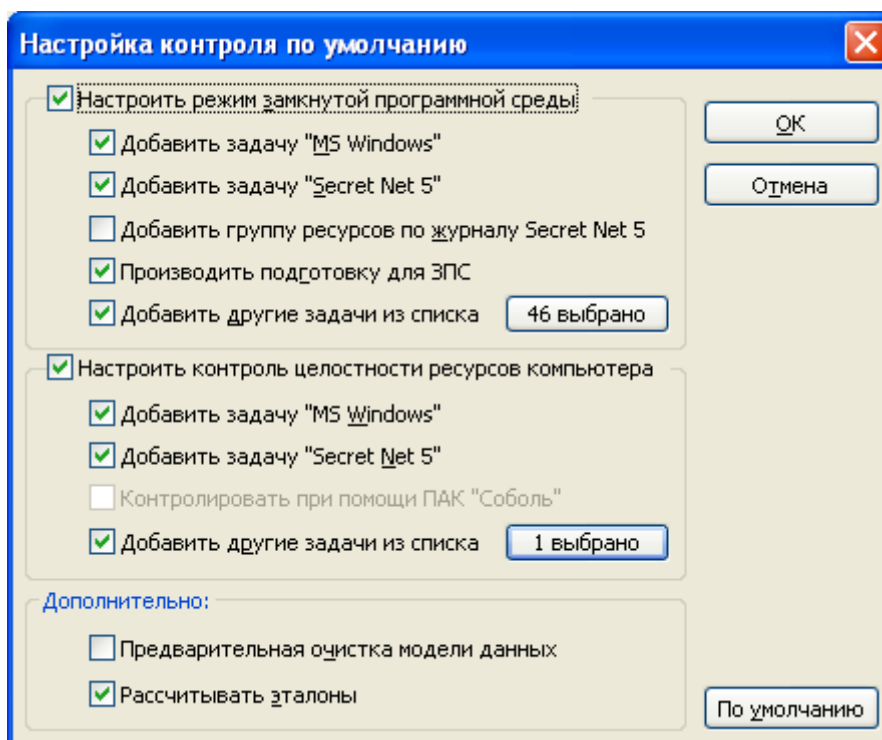 Настройка контроля по умолчанию
Настроить режим замкнутой программной среды
Добавить задачу "MS Windows"
Добавить задачу "Secret Net 5"
Добавить группу ресурсов по журналу Secret Net 5
Производить подготовку для ЗПС
Добавить другие задачи из списка
46 выбрано
Настроить контроль целостности ресурсов компьютера
Добавить задачу "MS Windows"
Добавить задачу "Secret Net 5"
Контролировать при помощи ПАК "Соболь"
Добавить другие задачи из списка
1 выбрано
Дополнительно:
Предварительная очистка модели данных
Рассчитывать эталоны
OK
Отмена
По умолчанию